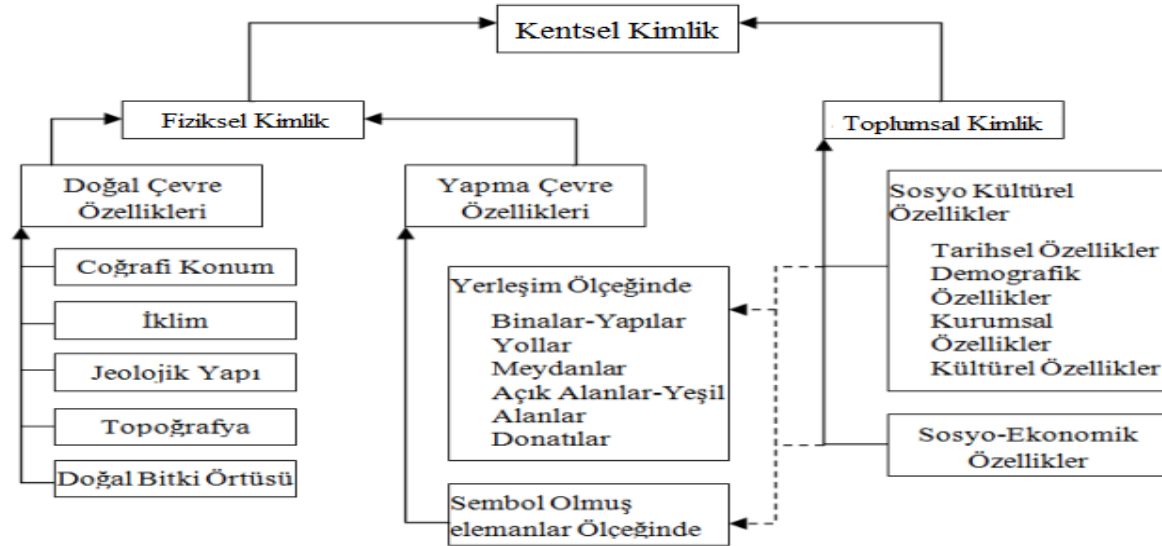 Kentsel Kimlik
Fiziksel Kimlik
Toplumsal Kimlik
Doğal Çevre
Özellikleri
Coğrafi Konum
İklim
Jeolojik Yapı
Topoğrafya
Doğal Bitki Örtüsü
Yapma Çevre
Özellikleri
Yerleşim Ölçeğinde
Binalar-Yapılar
Yollar
Meydanlar
Açık Alanlar-Yeşil
Alanlar
Donatılar
Sembol Olmuş
elemanlar Ölçeğinde
Sosyo Kültürel
Özellikler
Tarihsel Özellikler
Demografik
Özellikler
Kurumsal
Özellikler
Kültürel Özellikler
Sosyo-Ekonomik
Özellikler